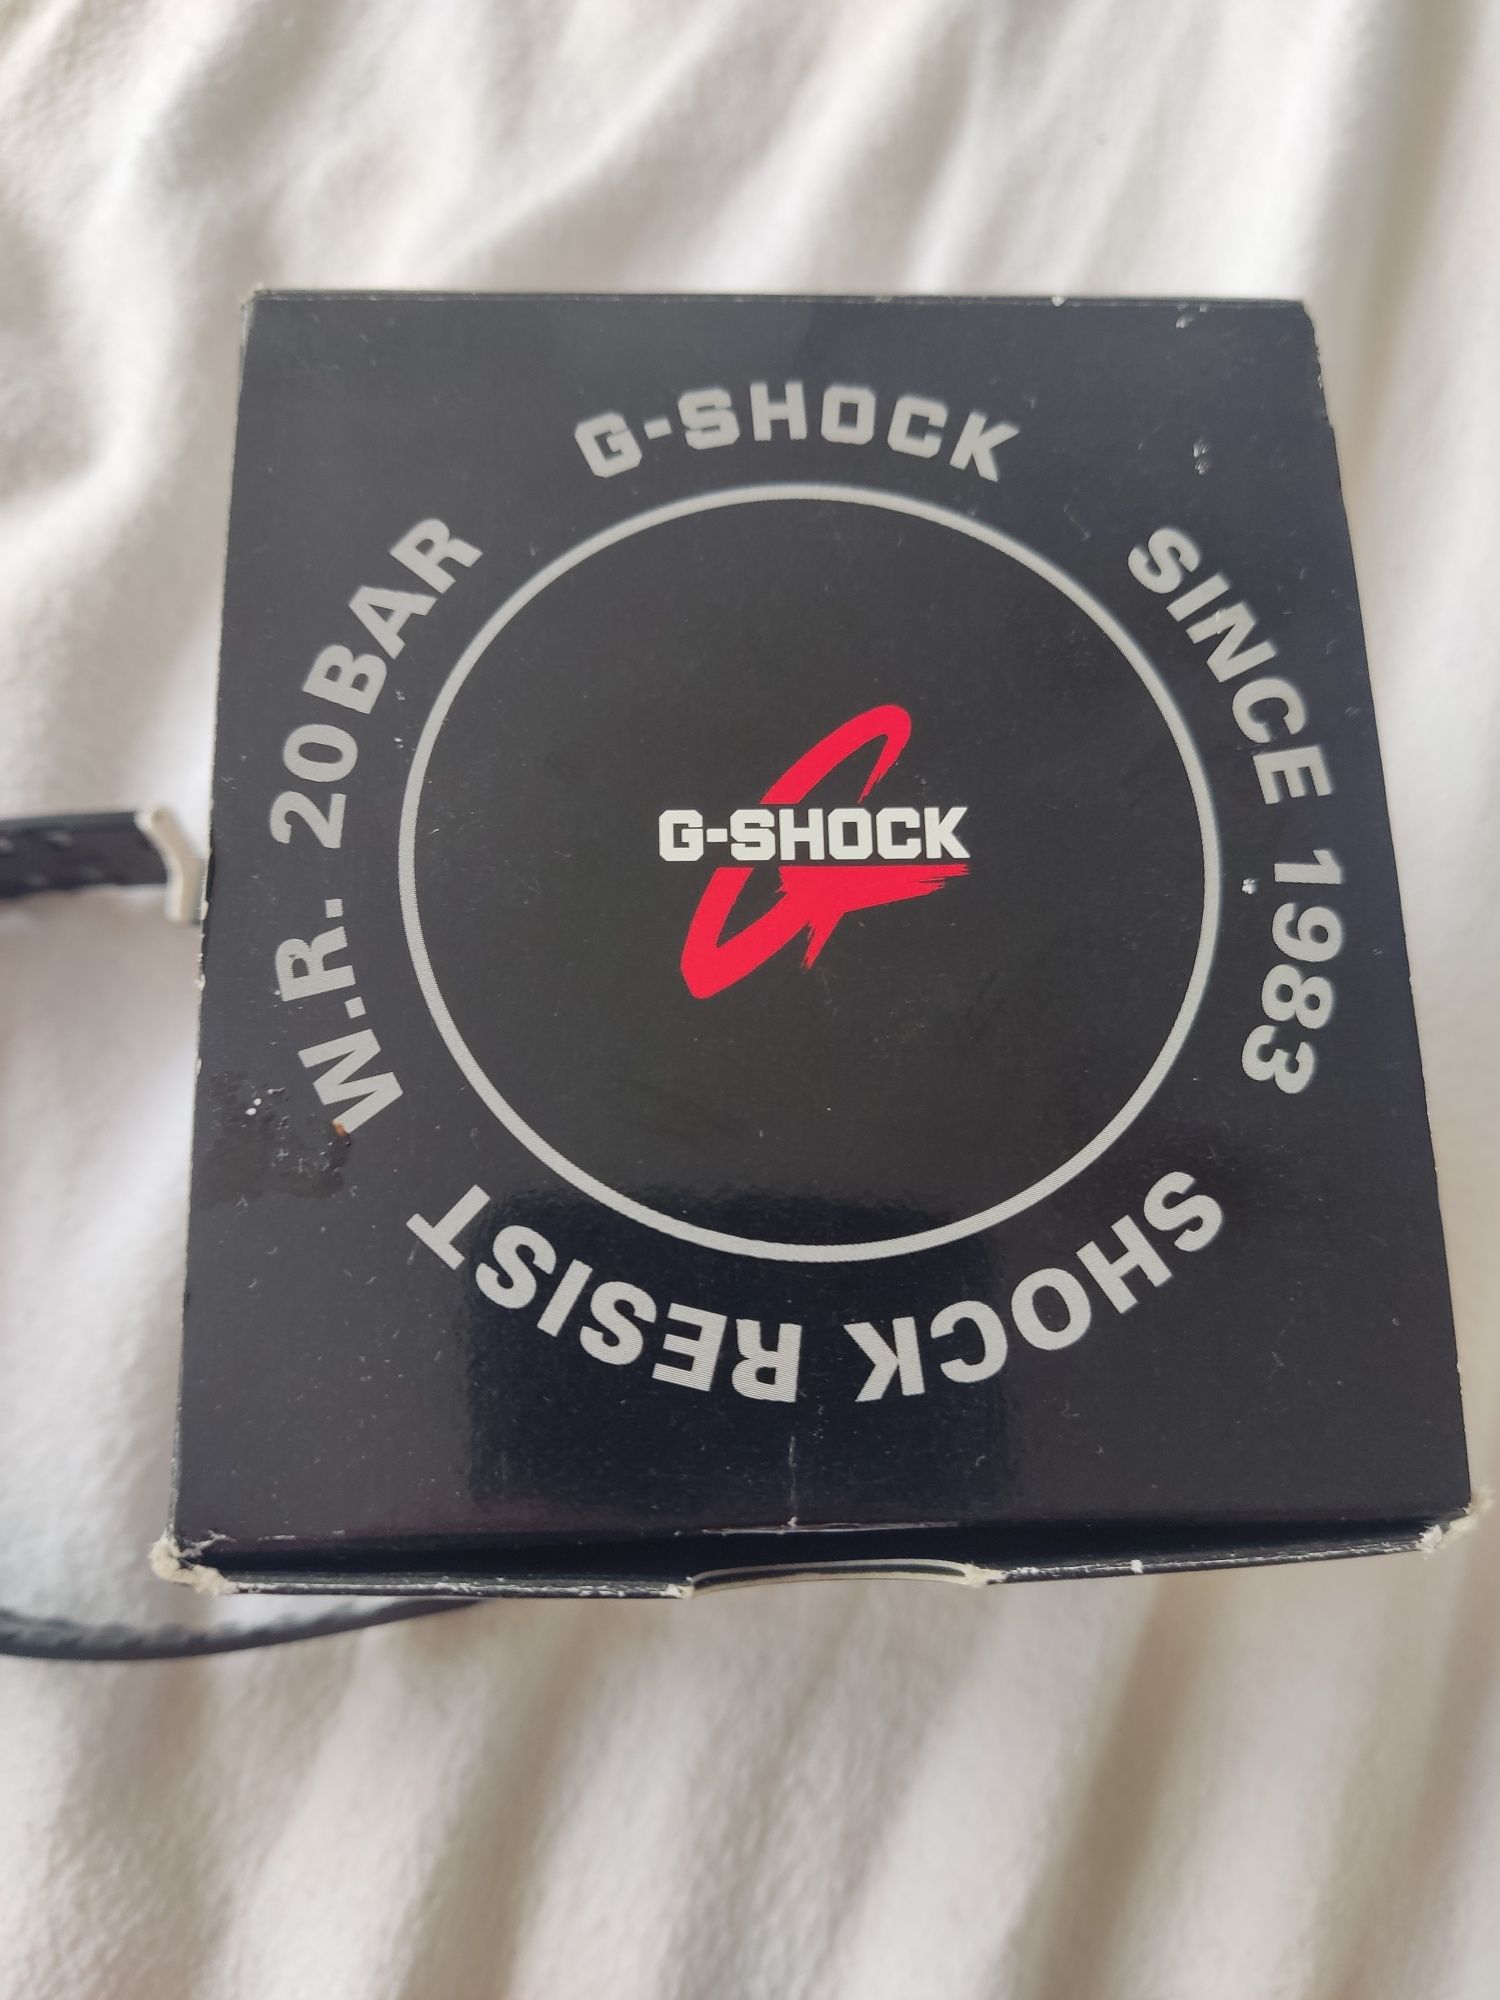 G-SHOCK
SINCE 1983
SHOCK RESIST
W.R. 20BAR
G-SHOCK